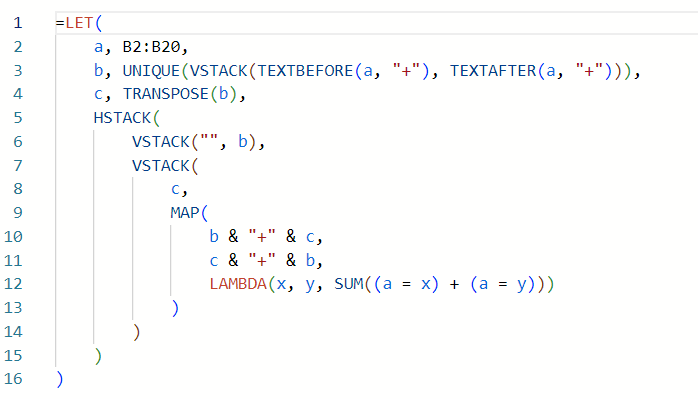 1 =LET(
2 a, B2:B20,
3 b, UNIQUE(VSTACK(TEXTBEFORE(a, "+"), TEXTAFTER(a, "+"))),
4 c, TRANSPOSE(b),
5 HSTACK(
6 VSTACK("", b),
7 VSTACK(
8 c,
9 MAP(
10 b & "+" & c,
11 c & "+" & b,
12 LAMBDA(x, y, SUM((a = x) + (a = y)))
13 )
14 )
15 )
16 )